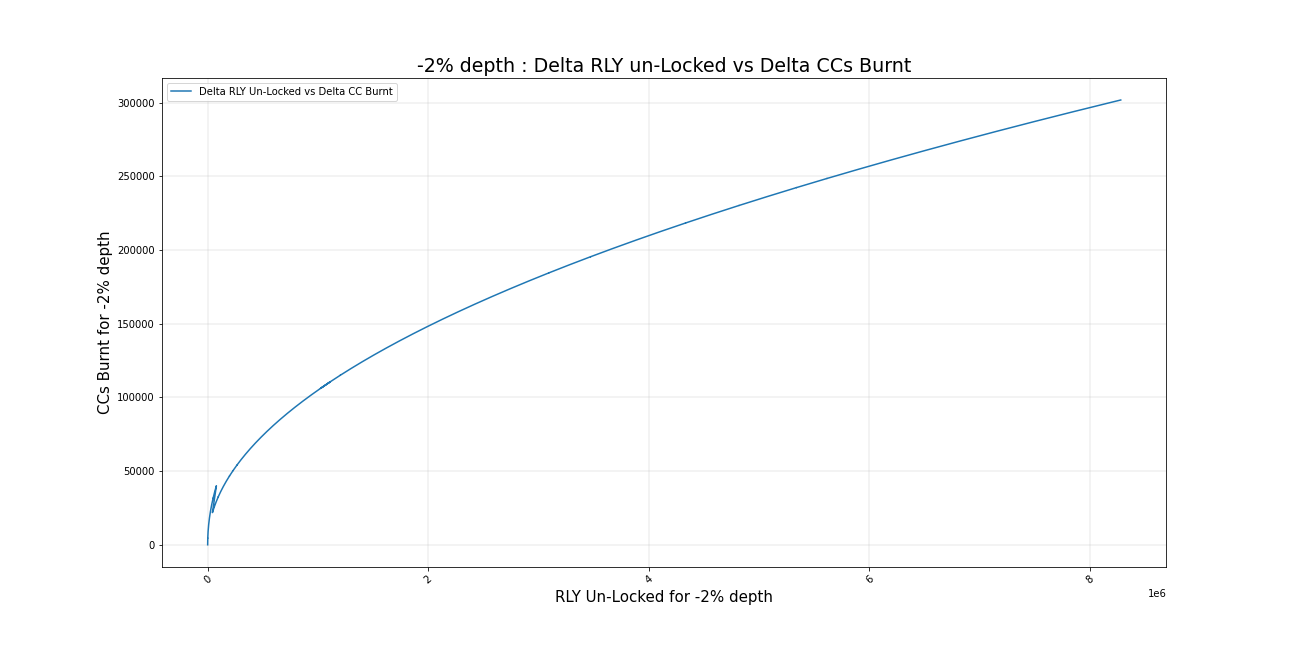 -2% depth : Delta RLY un-Locked vs Delta CCs Burnt
Delta RLY Un-Locked vs Delta CC Burnt
300000
250000
200000
150000
100000
50000
0
CCs Burnt for -2% depth
0 2 4 6 8
1e6
RLY Un-Locked for -2% depth